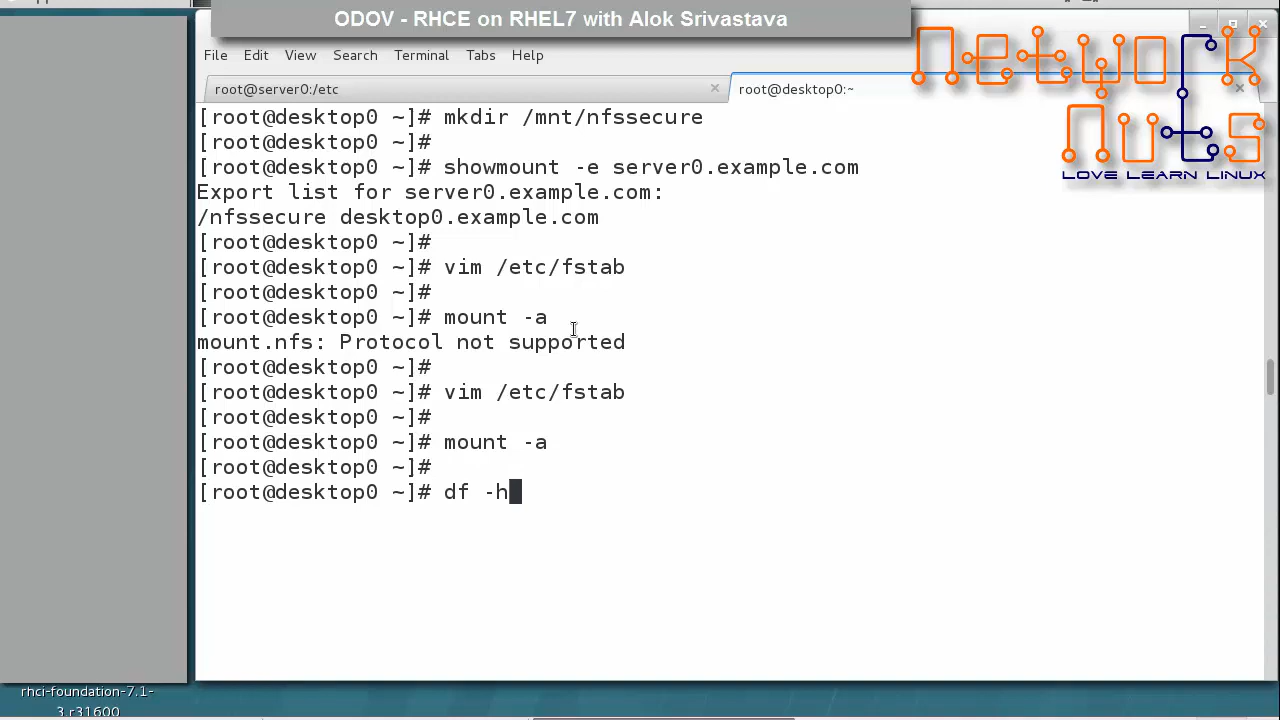 ODOV - RHCE on RHEL7 with Alok Srivastava
File Edit View Search Terminal Tabs Help
root@server0:/etc × root@desktop0:~ ×
NETWORK
NUTS
LOVE LEARN LINUX
[root@desktop0 ~]# mkdir /mnt/nfssecure
[root@desktop0 ~]#
[root@desktop0 ~]# showmount -e server0.example.com
Export list for server0.example.com:
/nfssecure desktop0.example.com
[root@desktop0 ~]#
[root@desktop0 ~]# vim /etc/fstab
[root@desktop0 ~]#
[root@desktop0 ~]# mount -a
mount.nfs: Protocol not supported
[root@desktop0 ~]#
[root@desktop0 ~]# vim /etc/fstab
[root@desktop0 ~]#
[root@desktop0 ~]# mount -a
[root@desktop0 ~]#
[root@desktop0 ~]# df -h
rhci-foundation-7.1-
3.r31600